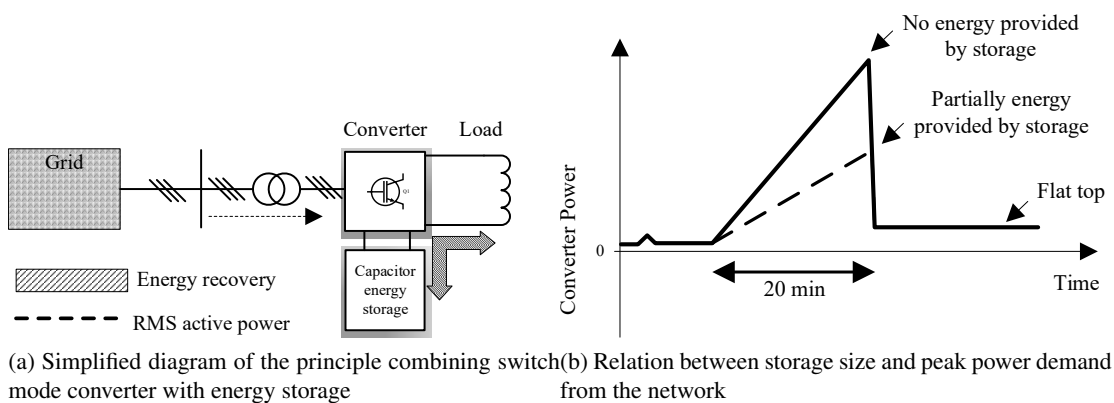 No energy provided
by storage
Partially energy
provided by storage
Converter
Load
Grid
Q1
Capacitor
energy
storage
Energy recovery
RMS active power
Converter Power
0
Flat top
20 min
Time
(a) Simplified diagram of the principle combining switch
mode converter with energy storage
(b) Relation between storage size and peak power demand
from the network